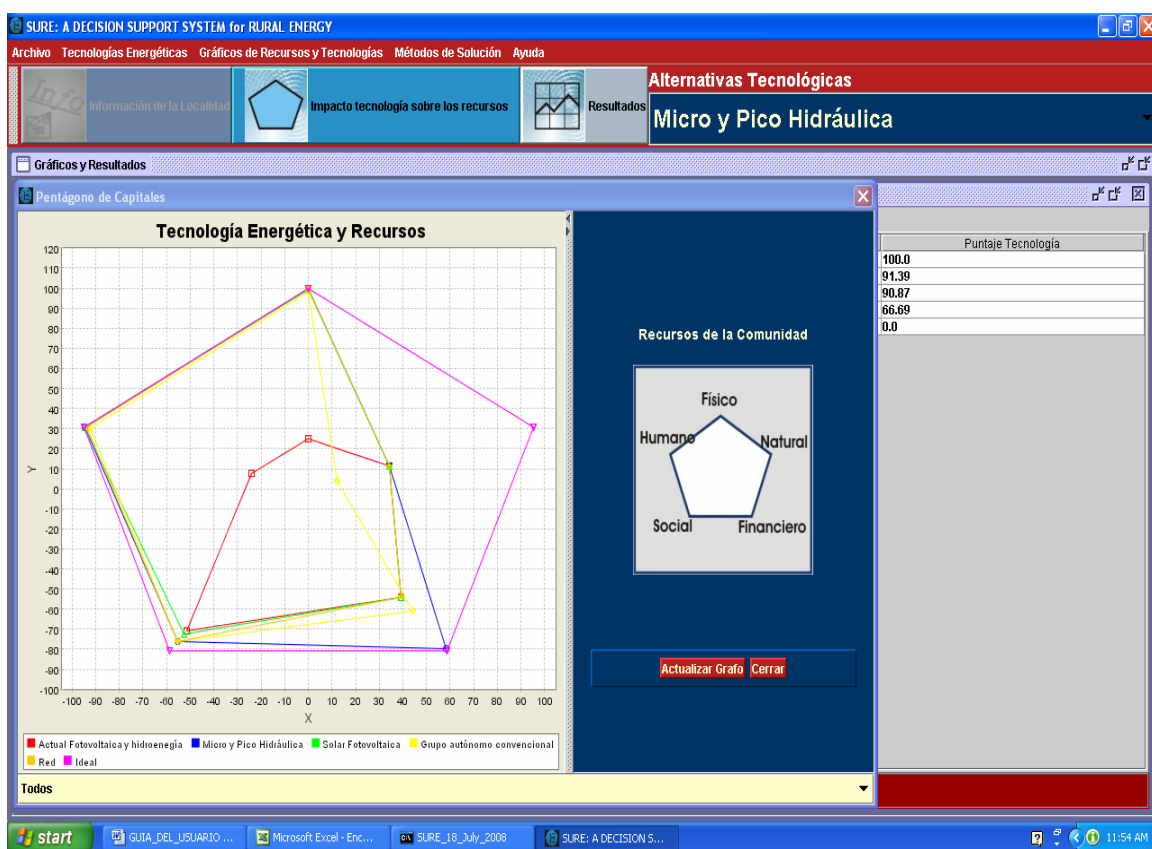 SURE: A DECISION SUPPORT SYSTEM for RURAL ENERGY
Archivo Tecnologías Energéticas Gráficos de Recursos y Tecnologías Métodos de Solución Ayuda
Info
Información de la Localidad
Impacto tecnología sobre los recursos
Resultados
Alternativas Tecnológicas
Micro y Pico Hidráulica
Gráficos y Resultados
Pentágono de Capitales
Tecnología Energética y Recursos
120
110
100
90
80
70
60
50
40
30
20
10
0
-10
-20
-30
-40
-50
-60
-70
-80
-90
-100
Y
-100 -90 -80 -70 -60 -50 -40 -30 -20 -10 0 10 20 30 40 50 60 70 80 90 100
X
Actual Fotovoltaica y hidroenegía Micro y Pico Hidáulica Solar Fotovoltaica Grupo autónomo convencional
Red Ideal
Todos
Recursos de la Comunidad
Físico
Humano Natural
Social Financiero
Actualizar Grafo Cerrar
Puntaje Tecnología
100.0
91.39
90.87
66.69
0.0
start GUIA_DEL_USUARIO ... Microsoft Excel - Enc... SURE_18_July_2008 SURE: A DECISION S... 11:54 AM